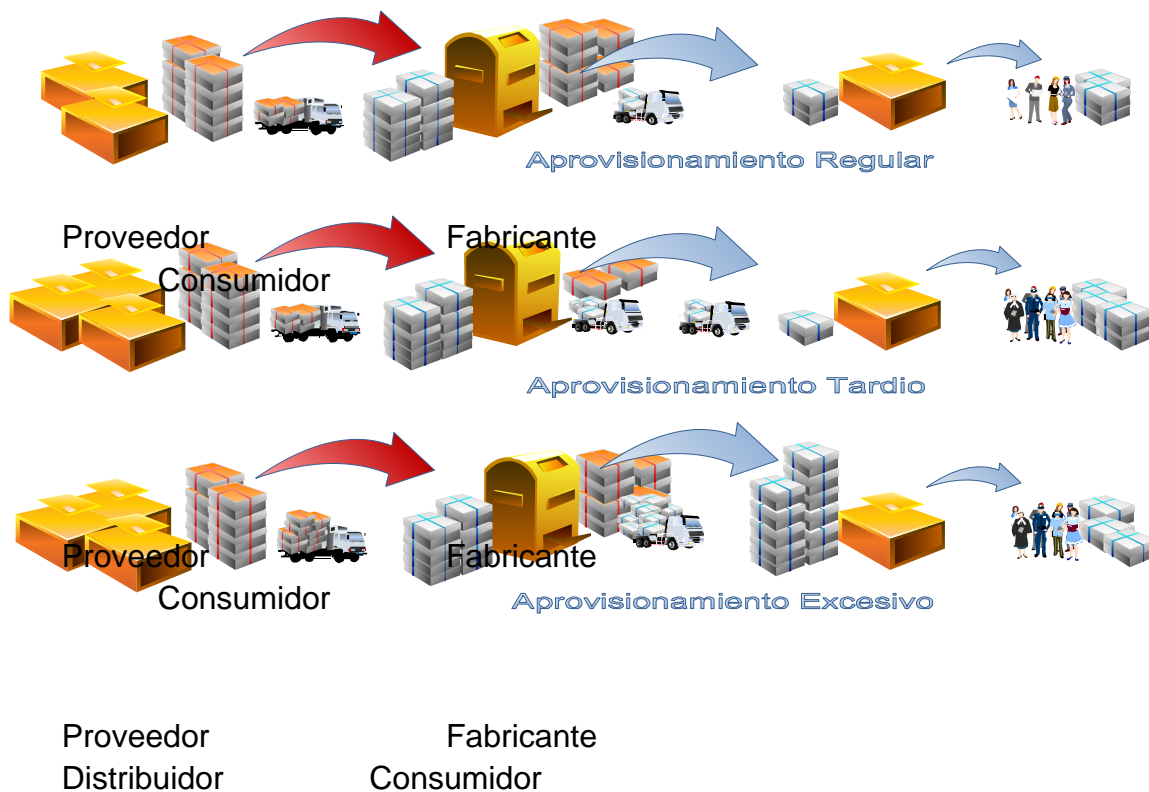 Aprovisionamiento Regular
Proveedor Fabricante
Consumidor
Aprovisionamiento Tardio
Proveedor Fabricante
Consumidor
Aprovisionamiento Excesivo
Proveedor Fabricante
Distribuidor Consumidor